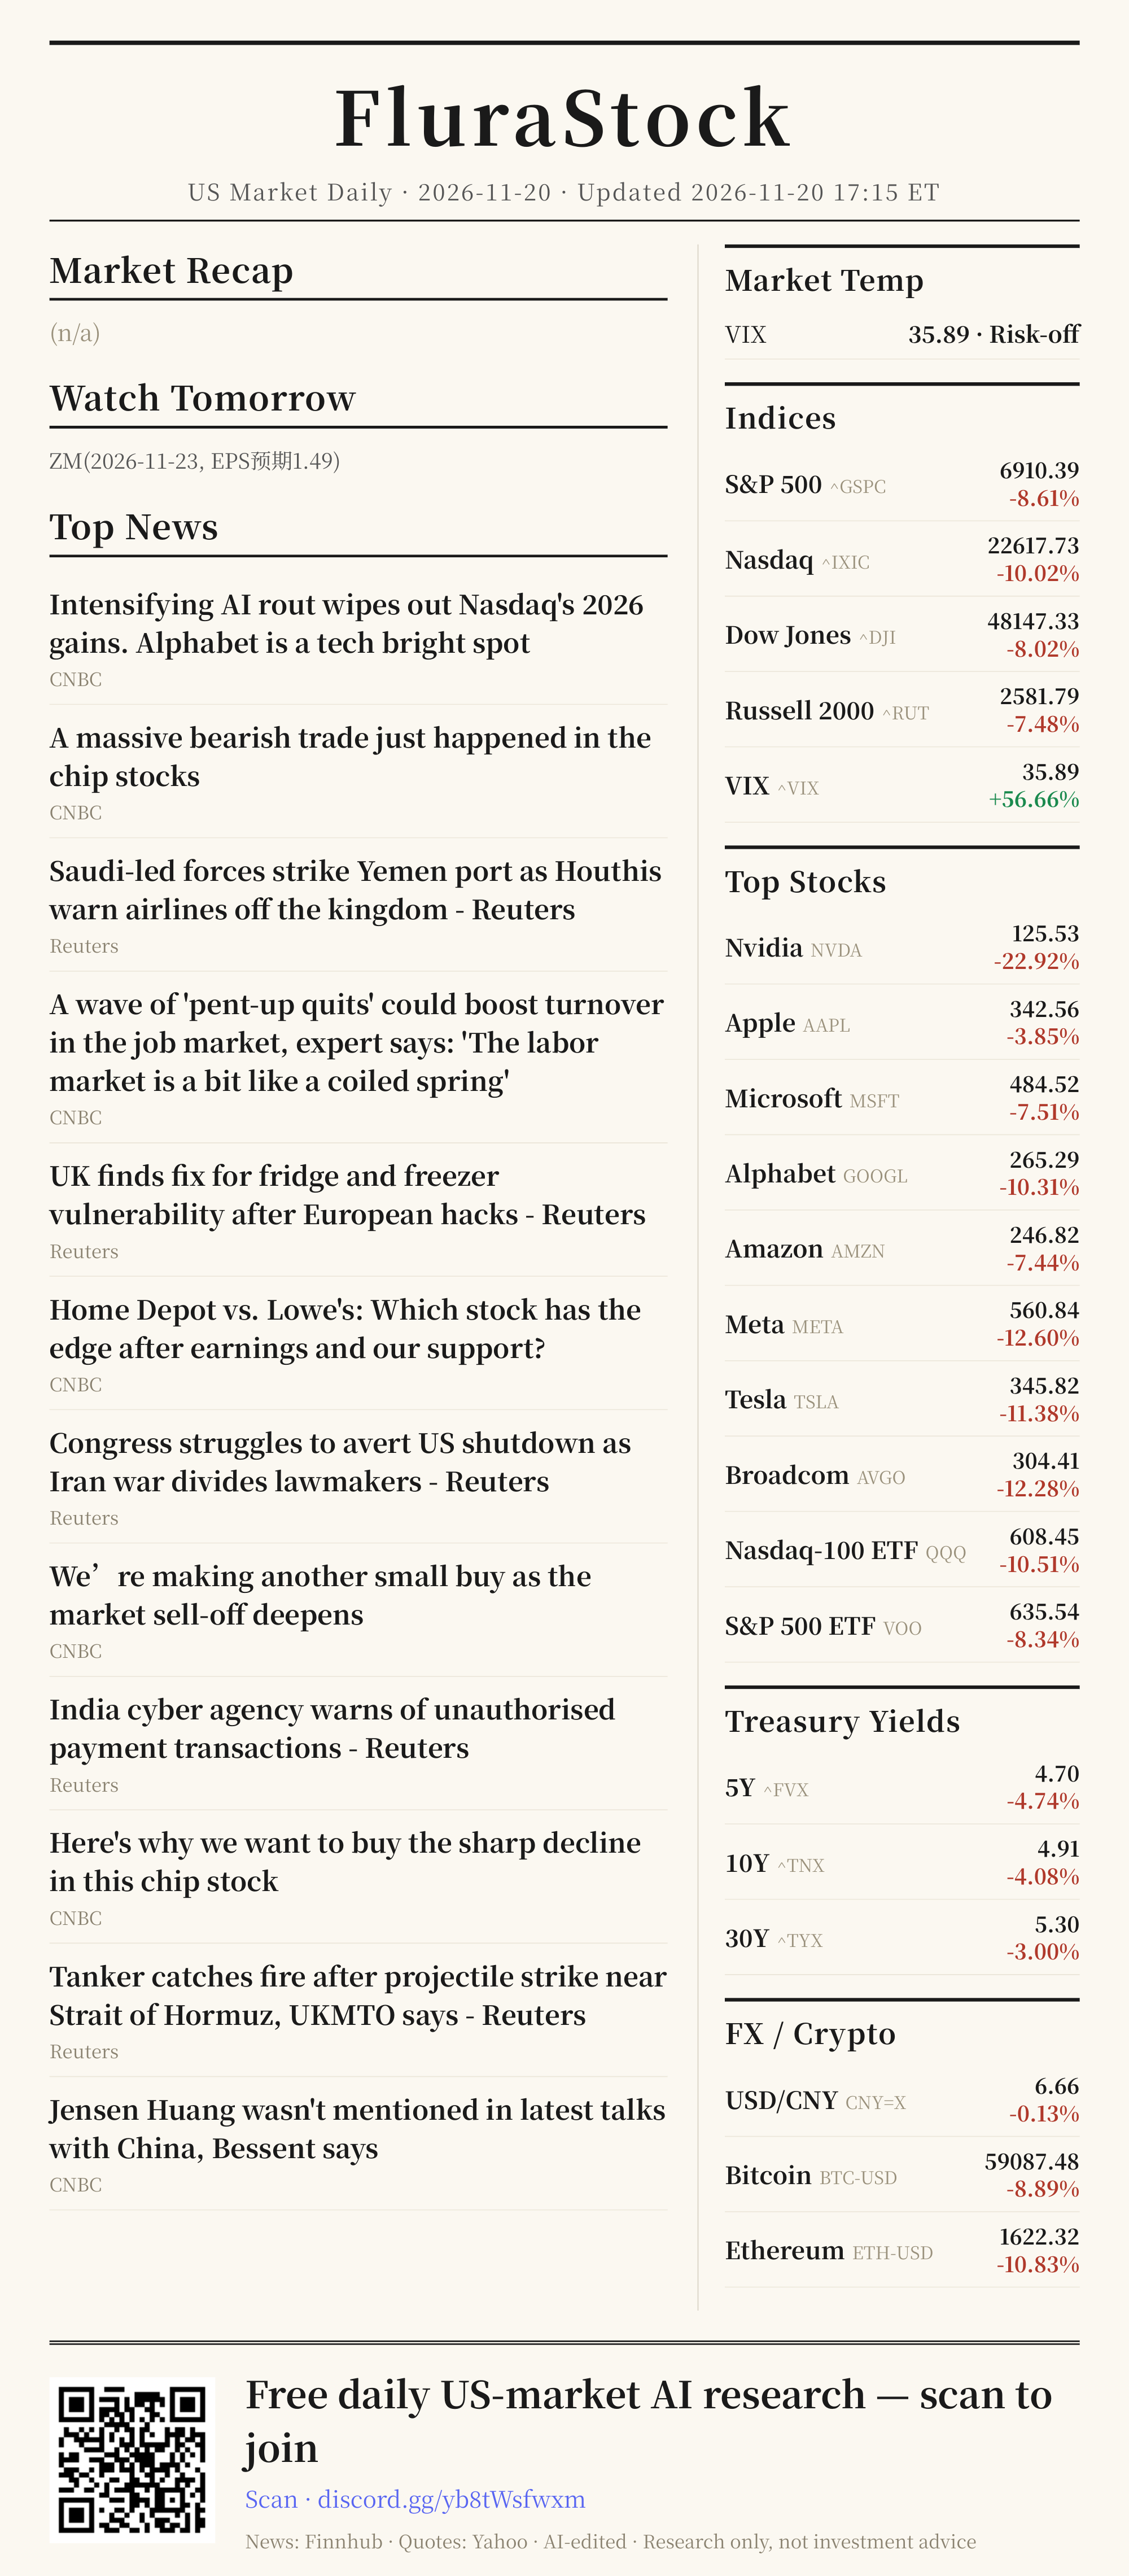 FluraStock
US Market Daily · 2026-11-20 · Updated 2026-11-20 17:15 ET
Market Recap
(n/a)
Watch Tomorrow
ZM(2026-11-23, EPS预期1.49)
Top News
Intensifying AI rout wipes out Nasdaq's 2026
gains. Alphabet is a tech bright spot
CNBC
A massive bearish trade just happened in the
chip stocks
CNBC
Saudi-led forces strike Yemen port as Houthis
warn airlines off the kingdom - Reuters
Reuters
A wave of 'pent-up quits' could boost turnover
in the job market, expert says: 'The labor
market is a bit like a coiled spring'
CNBC
UK finds fix for fridge and freezer
vulnerability after European hacks - Reuters
Reuters
Home Depot vs. Lowe's: Which stock has the
edge after earnings and our support?
CNBC
Congress struggles to avert US shutdown as
Iran war divides lawmakers - Reuters
Reuters
We’re making another small buy as the
market sell-off deepens
CNBC
India cyber agency warns of unauthorised
payment transactions - Reuters
Reuters
Here's why we want to buy the sharp decline
in this chip stock
CNBC
Tanker catches fire after projectile strike near
Strait of Hormuz, UKMTO says - Reuters
Reuters
Jensen Huang wasn't mentioned in latest talks
with China, Bessent says
CNBC
Market Temp
VIX 35.89 · Risk-off
Indices
S&P 500 ^GSPC 6910.39
-8.61%
Nasdaq ^IXIC 22617.73
-10.02%
Dow Jones ^DJI 48147.33
-8.02%
Russell 2000 ^RUT 2581.79
-7.48%
VIX ^VIX 35.89
+56.66%
Top Stocks
Nvidia NVDA 125.53
-22.92%
Apple AAPL 342.56
-3.85%
Microsoft MSFT 484.52
-7.51%
Alphabet GOOGL 265.29
-10.31%
Amazon AMZN 246.82
-7.44%
Meta META 560.84
-12.60%
Tesla TSLA 345.82
-11.38%
Broadcom AVGO 304.41
-12.28%
Nasdaq-100 ETF QQQ 608.45
-10.51%
S&P 500 ETF VOO 635.54
-8.34%
Treasury Yields
5Y ^FVX 4.70
-4.74%
10Y ^TNX 4.91
-4.08%
30Y ^TYX 5.30
-3.00%
FX / Crypto
USD/CNY CNY=X 6.66
-0.13%
Bitcoin BTC-USD 59087.48
-8.89%
Ethereum ETH-USD 1622.32
-10.83%
Free daily US-market AI research — scan to
join
Scan · discord.gg/yb8tWsfwxm
News: Finnhub · Quotes: Yahoo · AI-edited · Research only, not investment advice